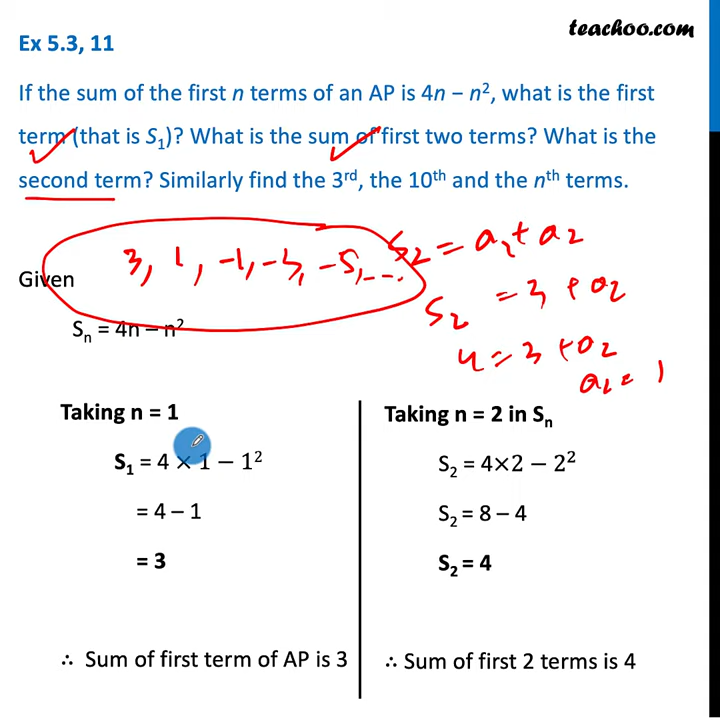 teachoo.com
Ex 5.3, 11
If the sum of the first n terms of an AP is 4n − n², what is the first
term (that is S₁)? What is the sum of first two terms? What is the
second term? Similarly find the 3ʳᵈ, the 10ᵗʰ and the nᵗʰ terms.
3, 1, -1, -3, -5, ...
S₂ = a₁ + a₂
S₂ = 3 + a₂
4 = 3 + a₂
a₂ = 1
Given
Sₙ = 4n – n²
Taking n = 1
S₁ = 4 × 1 − 1²
= 4 – 1
= 3
∴ Sum of first term of AP is 3
Taking n = 2 in Sₙ
S₂ = 4×2 − 2²
S₂ = 8 – 4
S₂ = 4
∴ Sum of first 2 terms is 4